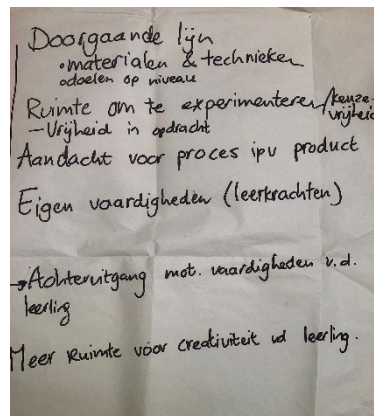 Doorgaande lijn
• materialen & technieken
• doelen op niveau
Ruimte om te experimenteren/keuze-
vrijheid
– Vrijheid in opdracht
Aandacht voor proces ipv product
Eigen vaardigheden (leerkrachten)
→ Achteruitgang mot. vaardigheden v.d.
leerling
Meer Ruimte voor creativiteit vd leerling.